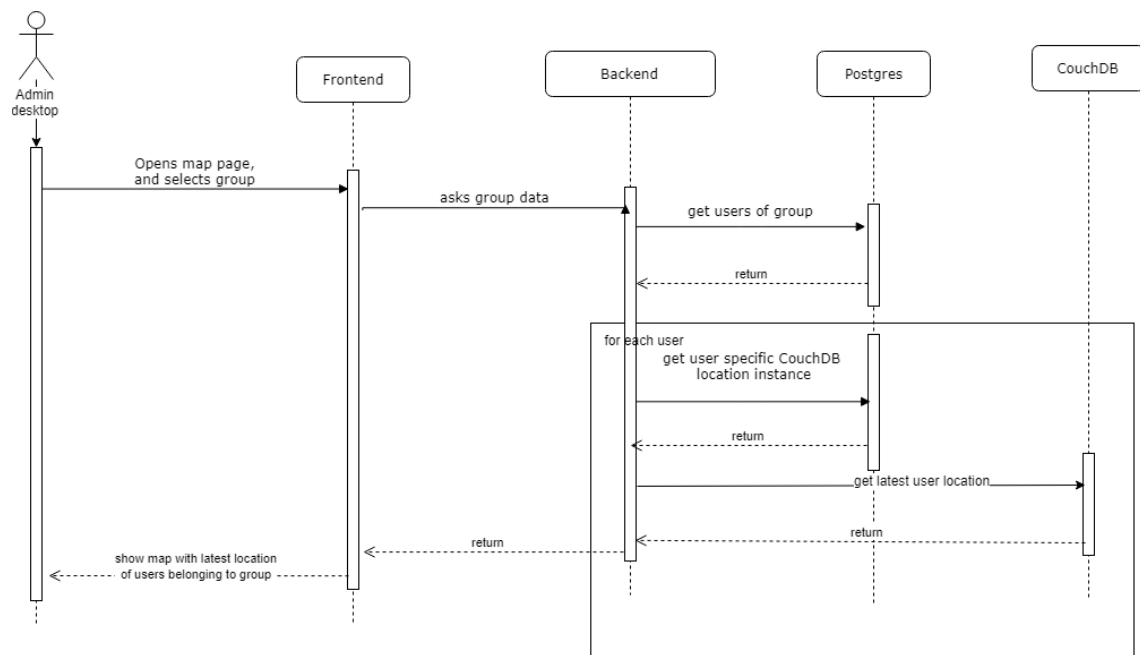 Admin
desktop
Frontend
Backend
Postgres
CouchDB
Opens map page,
and selects group
asks group data
get users of group
return
for each user
get user specific CouchDB
location instance
return
get latest user location
return
return
show map with latest location
of users belonging to group